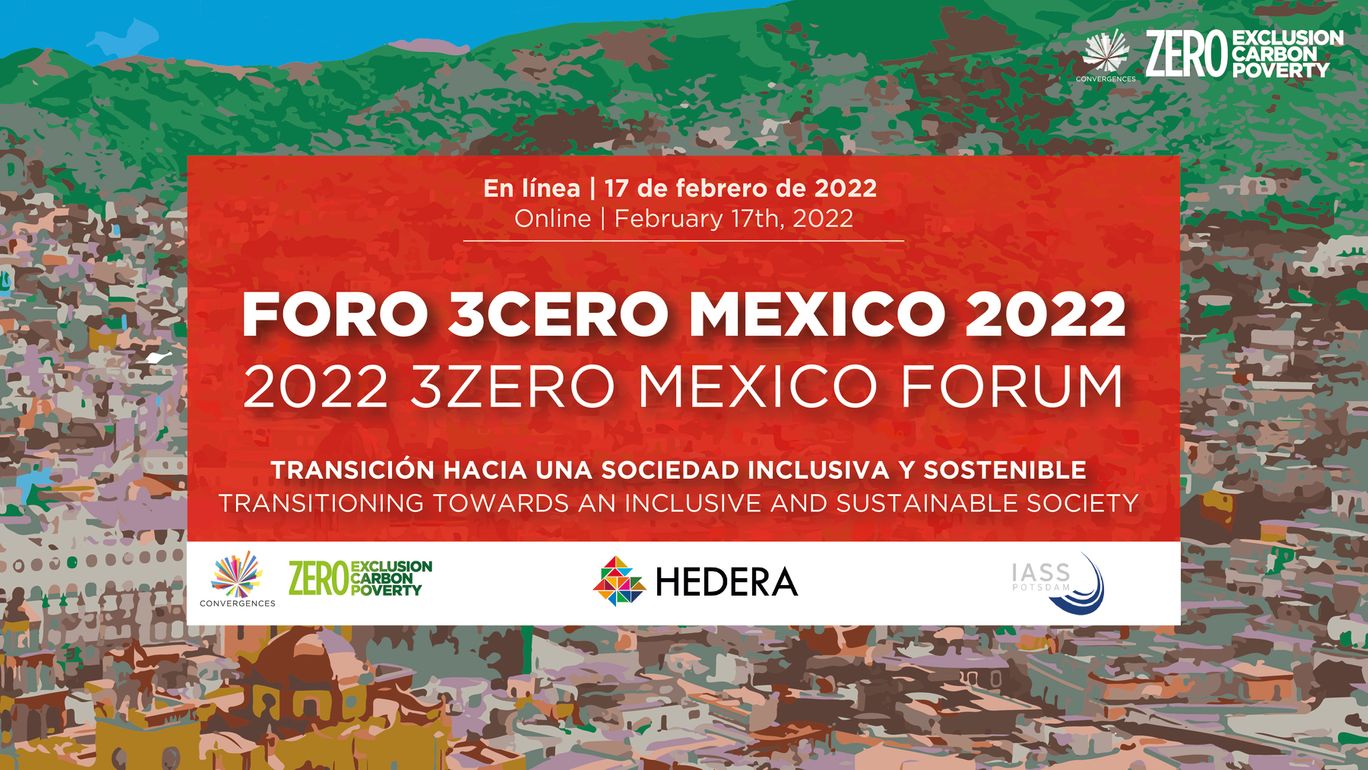 CONVERGENCES
ZERO EXCLUSION
CARBON
POVERTY
En línea | 17 de febrero de 2022
Online | February 17th, 2022
FORO 3CERO MEXICO 2022
2022 3ZERO MEXICO FORUM
TRANSICIÓN HACIA UNA SOCIEDAD INCLUSIVA Y SOSTENIBLE
TRANSITIONING TOWARDS AN INCLUSIVE AND SUSTAINABLE SOCIETY
CONVERGENCES
ZERO EXCLUSION
CARBON
POVERTY
HEDERA
IASS
POTSDAM